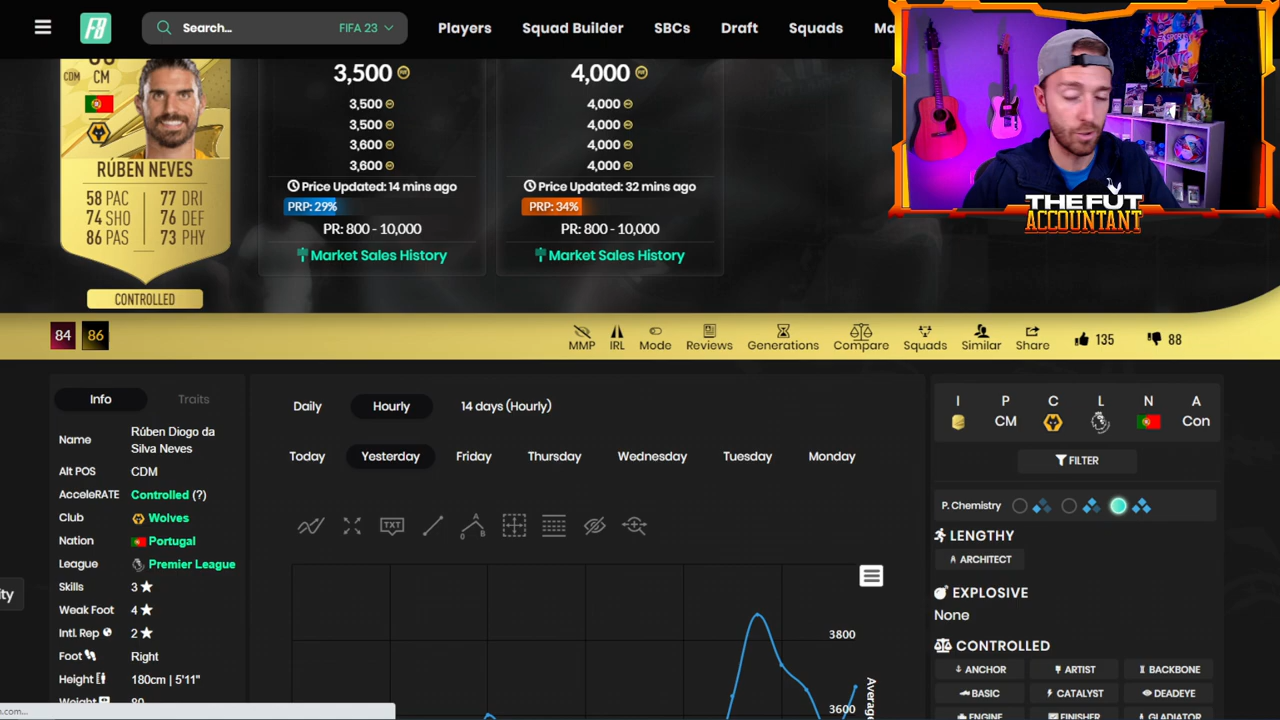 FB
Search...
FIFA 23
Players
Squad Builder
SBCs
Draft
Squads
CDM
CM
RÚBEN NEVES
58 PAC
77 DRI
74 SHO
76 DEF
86 PAS
73 PHY
CONTROLLED
3,500
3,500
3,500
3,600
3,600
Price Updated: 14 mins ago
PRP: 29%
PR: 800 - 10,000
Market Sales History
4,000
4,000
4,000
4,000
4,000
Price Updated: 32 mins ago
PRP: 34%
PR: 800 - 10,000
Market Sales History
THE FUT
ACCOUNTANT
84
86
MMP
IRL
Mode
Reviews
Generations
Compare
Squads
Similar
Share
135
88
Info
Traits
Name
Rúben Diogo da
Silva Neves
Alt POS
CDM
AcceleRATE
Controlled (?)
Club
Wolves
Nation
Portugal
League
Premier League
Skills
3
Weak Foot
4
Intl. Rep
2
Foot
Right
Height
180cm | 5'11"
Weight
80
Daily
Hourly
14 days (Hourly)
Today
Yesterday
Friday
Thursday
Wednesday
Tuesday
Monday
TXT
3800
3600
Average
I
P
C
L
N
A
CM
Con
FILTER
P. Chemistry
LENGTHY
ARCHITECT
EXPLOSIVE
None
CONTROLLED
ANCHOR
ARTIST
BACKBONE
BASIC
CATALYST
DEADEYE
ENGINE
FINISHER
GLADIATOR